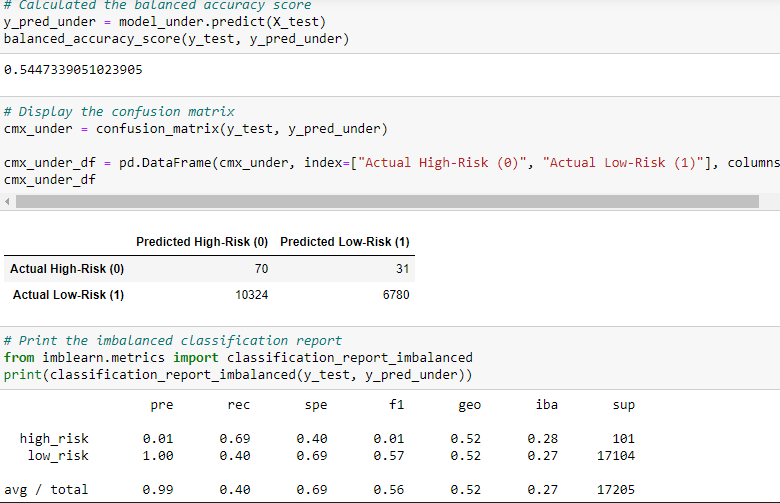 # Calculated the balanced accuracy score
y_pred_under = model_under.predict(X_test)
balanced_accuracy_score(y_test, y_pred_under)
0.5447339051023905
# Display the confusion matrix
cmx_under = confusion_matrix(y_test, y_pred_under)
cmx_under_df = pd.DataFrame(cmx_under, index=["Actual High-Risk (0)", "Actual Low-Risk (1)"], columns
cmx_under_df
Predicted High-Risk (0) Predicted Low-Risk (1)
Actual High-Risk (0) 70 31
Actual Low-Risk (1) 10324 6780
# Print the imbalanced classification report
from imblearn.metrics import classification_report_imbalanced
print(classification_report_imbalanced(y_test, y_pred_under))
pre rec spe f1 geo iba sup
high_risk 0.01 0.69 0.40 0.01 0.52 0.28 101
low_risk 1.00 0.40 0.69 0.57 0.52 0.27 17104
avg / total 0.99 0.40 0.69 0.56 0.52 0.27 17205